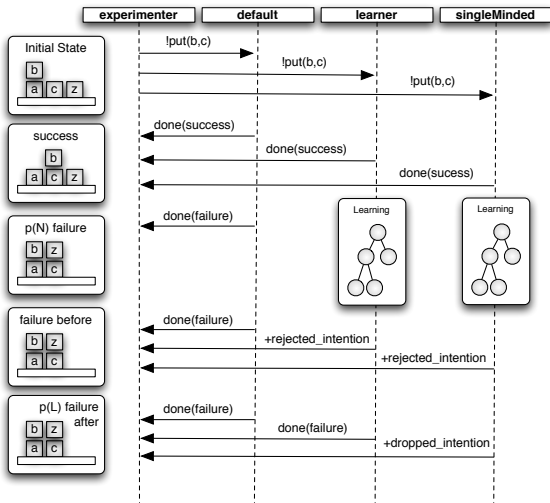 experimenter default learner singleMinded
Initial State
b
a c z
!put(b,c)
!put(b,c)
!put(b,c)
success
b
a c z
done(success)
done(success)
done(sucess)
p(N) failure
b z
a c
done(failure)
Learning
Learning
failure before
b z
a c
done(failure)
+rejected_intention
+rejected_intention
p(L) failure
after
b z
a c
done(failure)
done(failure)
+dropped_intention